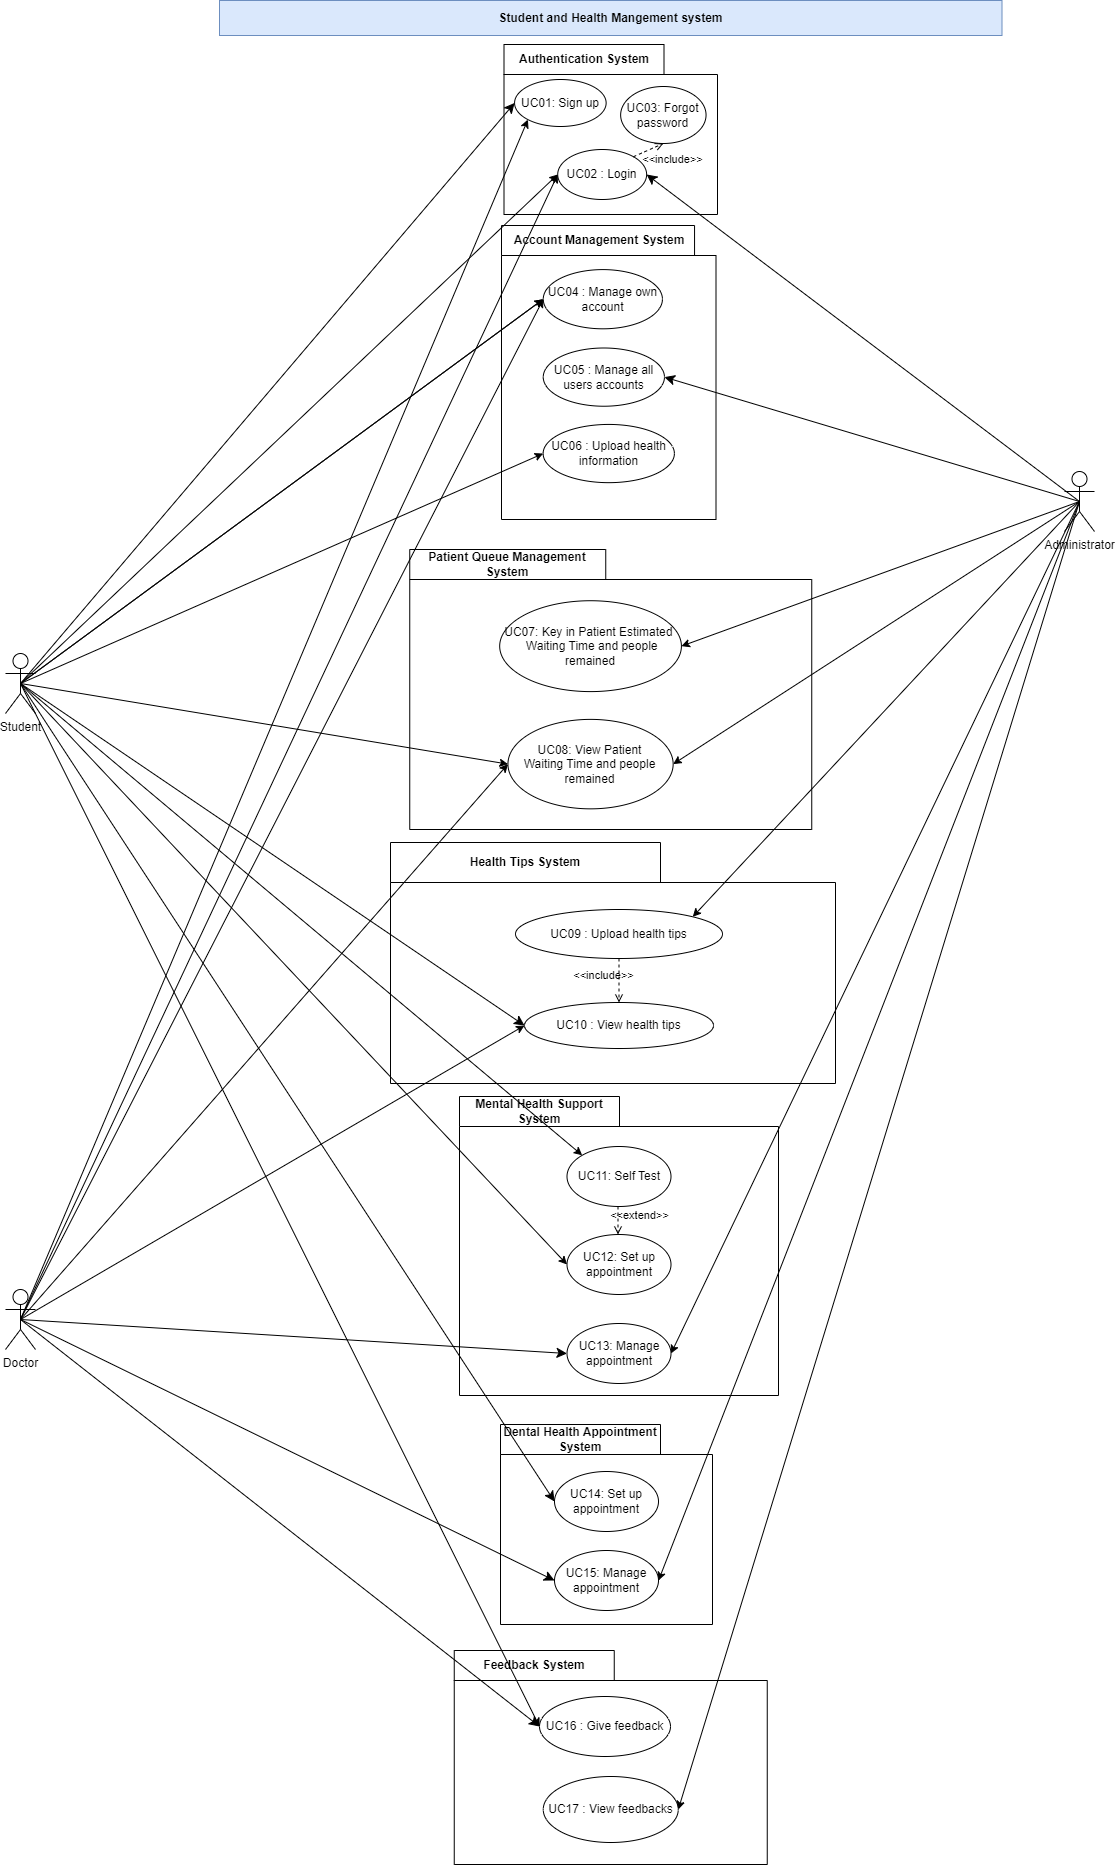 Student and Health Mangement system
Authentication System
UC01: Sign up
UC03: Forgot
password
<<include>>
UC02 : Login
Account Management System
UC04 : Manage own
account
UC05 : Manage all
users accounts
UC06 : Upload health
information
Administrator
Patient Queue Management
System
UC07: Key in Patient Estimated
Waiting Time and people
remained
Student
UC08: View Patient
Waiting Time and people
remained
Health Tips System
UC09 : Upload health tips
<<include>>
UC10 : View health tips
Mental Health Support
System
UC11: Self Test
<<extend>>
UC12: Set up
appointment
UC13: Manage
appointment
Doctor
Dental Health Appointment
System
UC14: Set up
appointment
UC15: Manage
appointment
Feedback System
UC16 : Give feedback
UC17 : View feedbacks